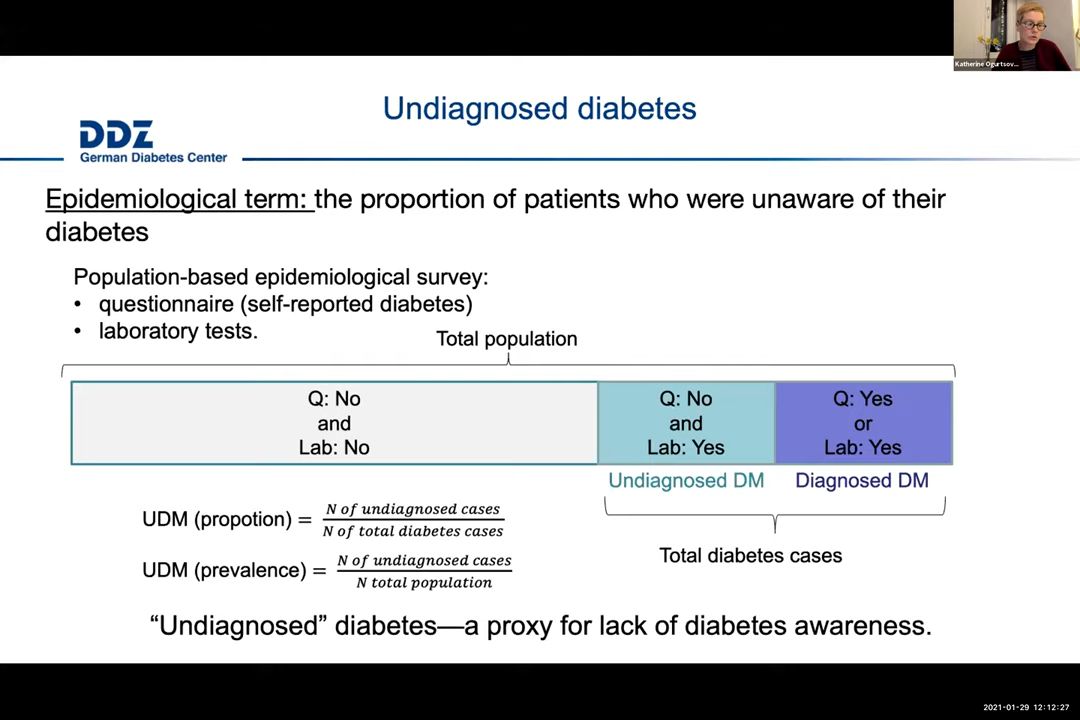 Katherine Ogurtsov...
Undiagnosed diabetes
DDZ
German Diabetes Center
Epidemiological term: the proportion of patients who were unaware of their
diabetes
Population-based epidemiological survey:
• questionnaire (self-reported diabetes)
• laboratory tests.
Total population
Q: No
and
Lab: No
Q: No
and
Lab: Yes
Q: Yes
or
Lab: Yes
Undiagnosed DM
Diagnosed DM
Total diabetes cases
UDM (propotion) = N of undiagnosed cases
N of total diabetes cases
UDM (prevalence) = N of undiagnosed cases
N total population
“Undiagnosed” diabetes—a proxy for lack of diabetes awareness.
2021-01-29 12:12:27